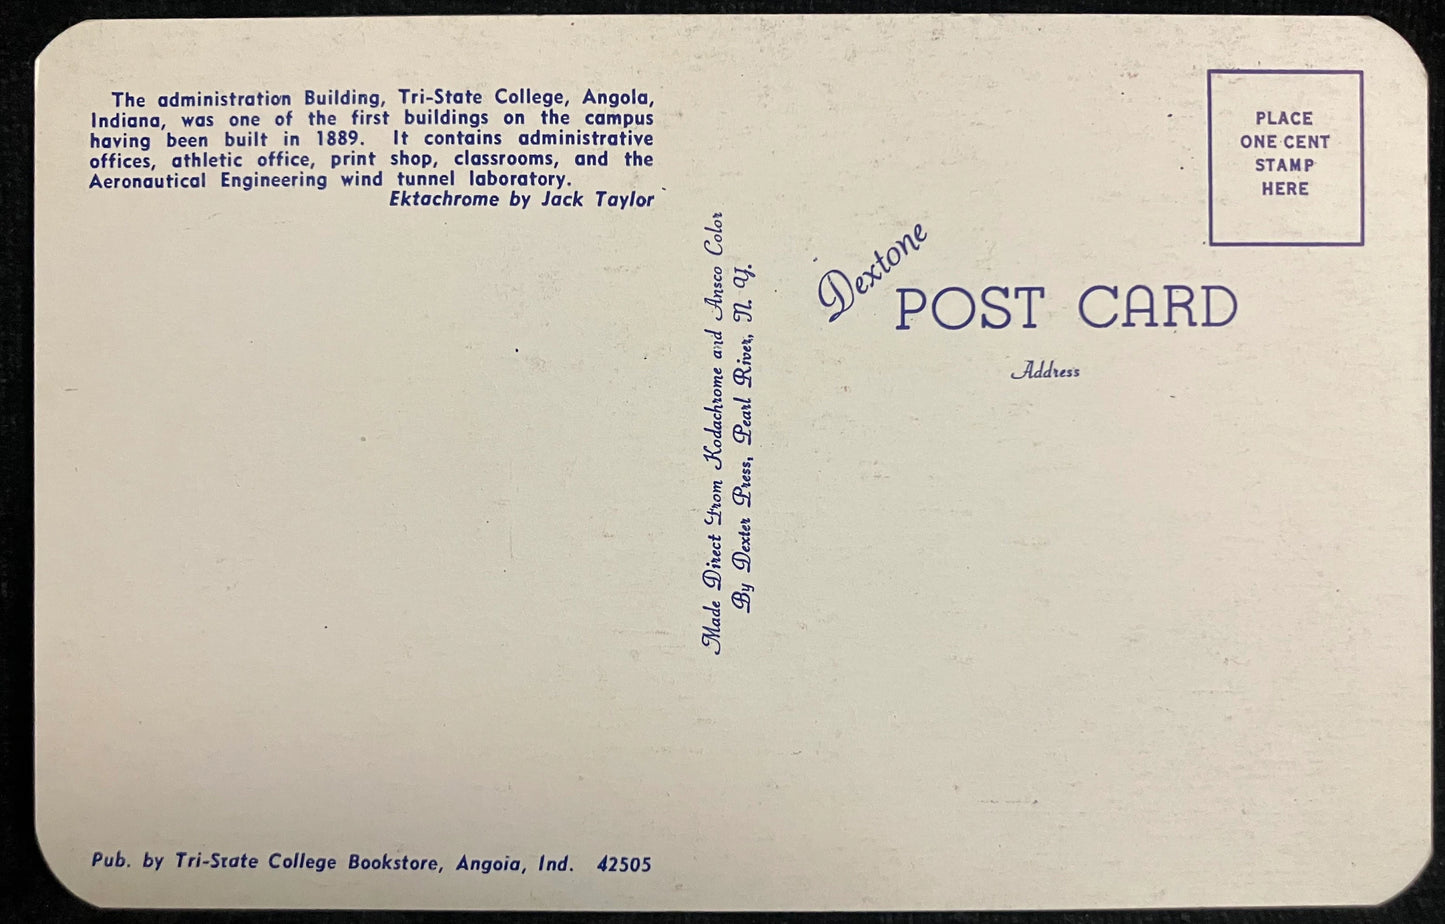 The administration Building, Tri-State College, Angola,
Indiana, was one of the first buildings on the campus
having been built in 1889. It contains administrative
offices, athletic office, print shop, classrooms, and the
Aeronautical Engineering wind tunnel laboratory.
Ektachrome by Jack Taylor
Pub. by Tri-State College Bookstore, Angola, Ind. 42505
Made Direct From Kodachrome and Ansco Color
By Dexter Press, Pearl River, N. Y.
PLACE
ONE CENT
STAMP
HERE
Dextone
POST CARD
Address